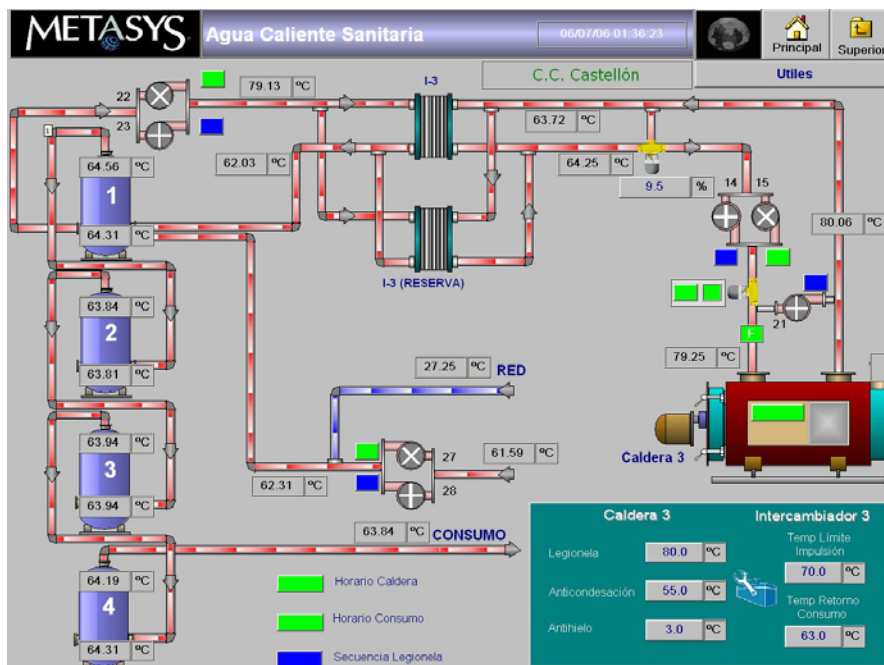 METASYS
Agua Caliente Sanitaria
06/07/06 01:36:23
Principal
Superior
C.C. Castellón
Utiles
22
79.13 ºC
I-3
23
1
63.72 ºC
64.56 ºC
62.03 ºC
64.25 ºC
1
9.5 %
14
15
64.31 ºC
80.06 ºC
I-3 (RESERVA)
63.84 ºC
2
21
F
63.81 ºC
27.25 ºC
RED
79.25 ºC
63.94 ºC
3
27
61.59 ºC
Caldera 3
62.31 ºC
28
63.94 ºC
63.84 ºC
CONSUMO
64.19 ºC
4
64.31 ºC
Horario Caldera
Horario Consumo
Secuencia Legionela
Caldera 3
Legionela
80.0 ºC
Anticondesación
55.0 ºC
Antihielo
3.0 ºC
Intercambiador 3
Temp Límite
Impulsión
70.0 ºC
Temp Retorno
Consumo
63.0 ºC